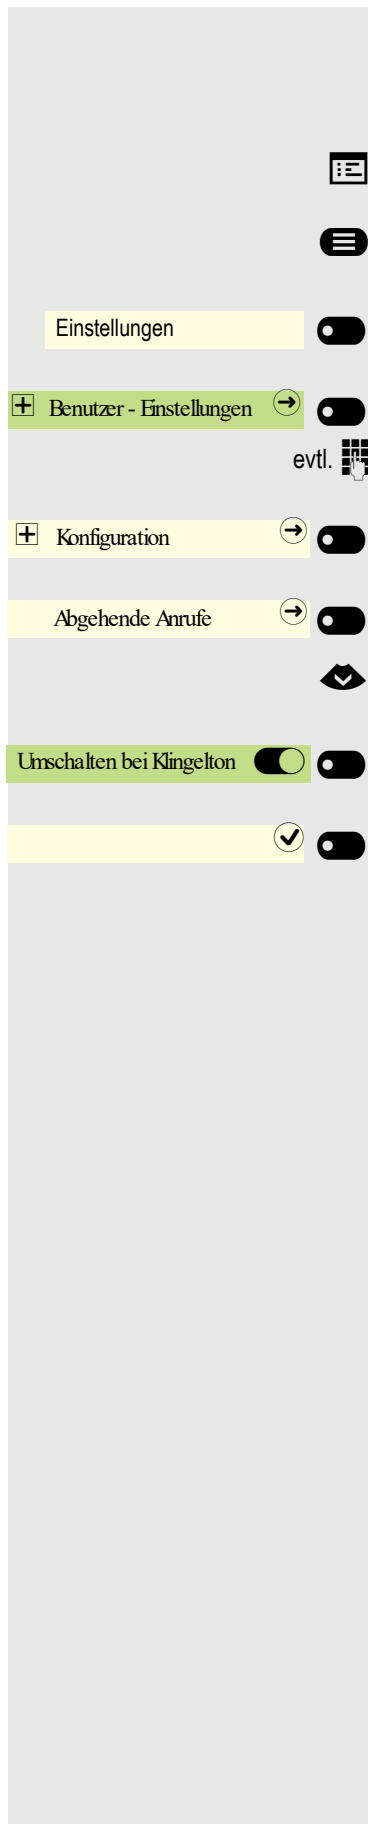 Einstellungen
Benutzer - Einstellungen
evtl.
Konfiguration
Abgehende Anrufe
Umschalten bei Klingelton